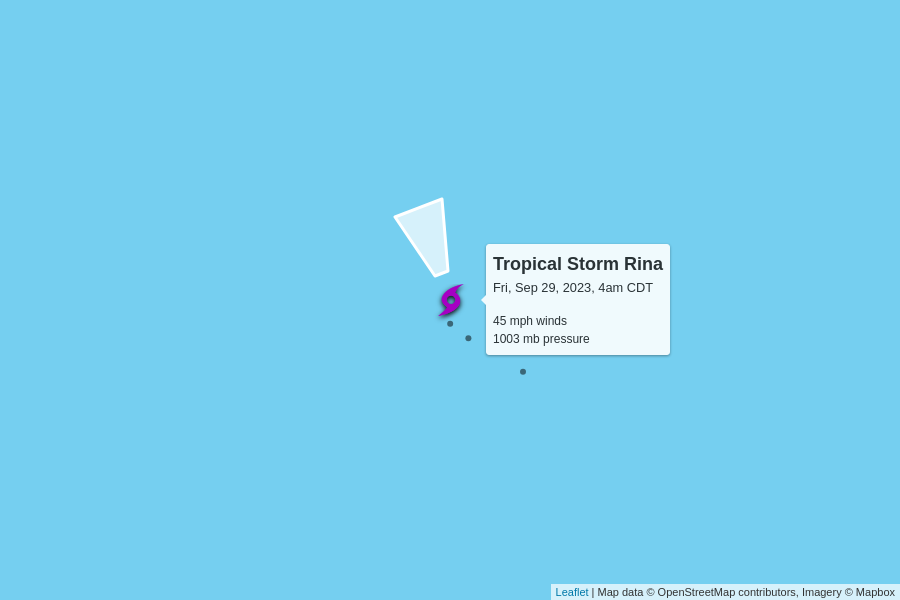 Tropical Storm Rina
Fri, Sep 29, 2023, 4am CDT
45 mph winds
1003 mb pressure
Leaflet | Map data © OpenStreetMap contributors, Imagery © Mapbox